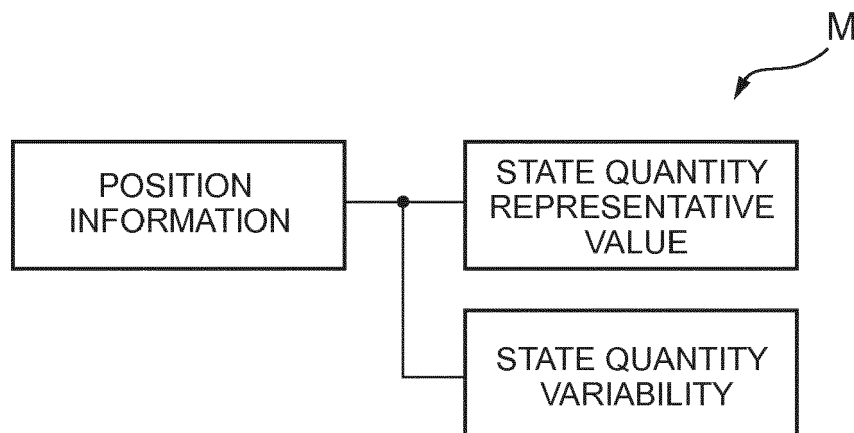 M
POSITION
INFORMATION
STATE QUANTITY
REPRESENTATIVE
VALUE
STATE QUANTITY
VARIABILITY